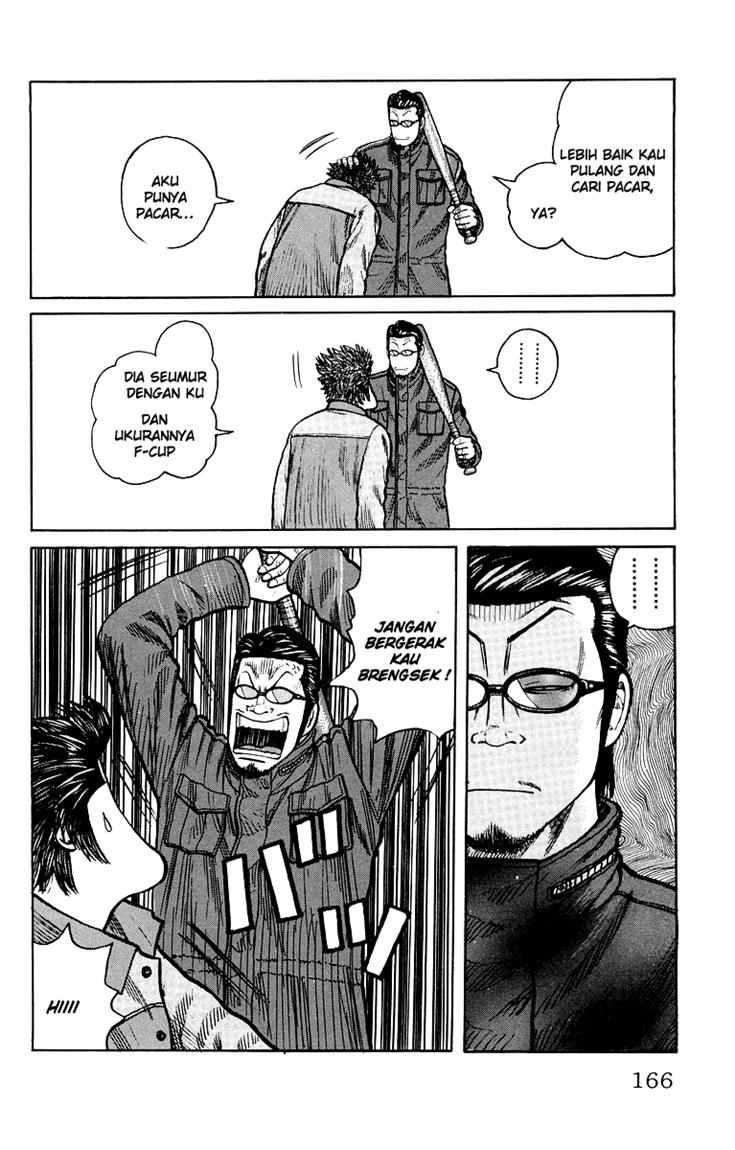 LEBIH BAIK KAU
PULANG DAN
CARI PACAR,
YA?
AKU
PUNYA
PACAR...
DIA SEUMUR
DENGAN KU
DAN
UKURANNYA
F-CUP
JANGAN
BERGERAK
KAU
BRENGSEK !
HIIII
166